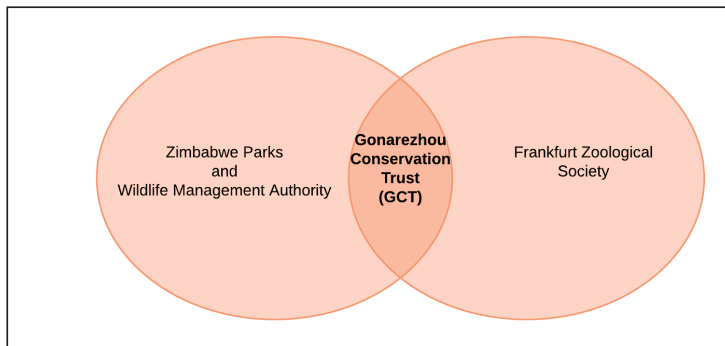 Zimbabwe Parks
and
Wildlife Management Authority
Gonarezhou
Conservation
Trust
(GCT)
Frankfurt Zoological
Society